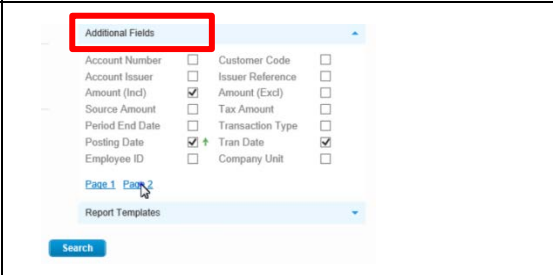 Additional Fields
Account Number Customer Code
Account Issuer Issuer Reference
Amount (Incl) Amount (Excl)
Source Amount Tax Amount
Period End Date Transaction Type
Posting Date Tran Date
Employee ID Company Unit
Page 1 Page 2
Report Templates
Search